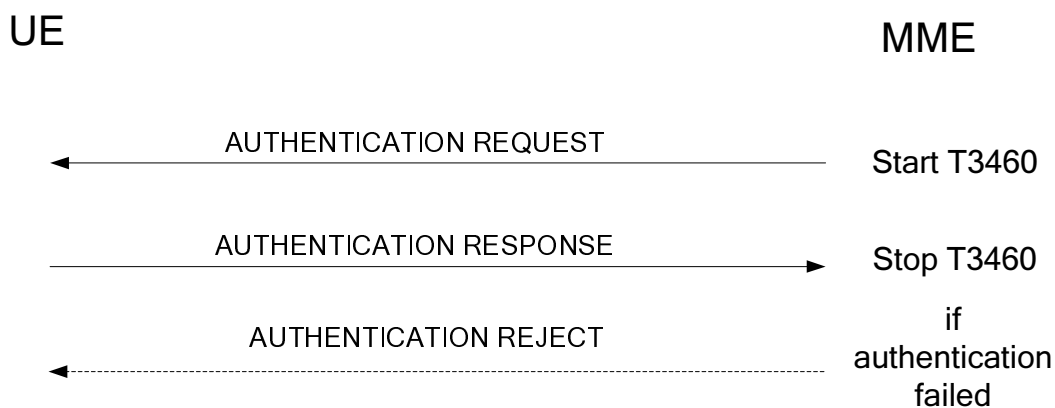 UE
MME
AUTHENTICATION REQUEST
Start T3460
AUTHENTICATION RESPONSE
Stop T3460
AUTHENTICATION REJECT
if
authentication
failed